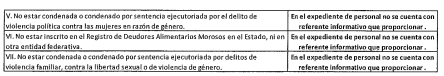 V. No estar condenada o condenado por sentencia ejecutoriada por el delito de
violencia política contra las mujeres en razón de género.
En el expediente de personal no se cuenta con
referente informativo que proporcionar.
VI. No estar inscrito en el Registro de Deudores Alimentarios Morosos en el Estado, ni en
otra entidad federativa.
En el expediente de personal no se cuenta con
referente informativo que proporcionar.
VII. No estar condenada o condenado por sentencia ejecutoriada por delitos de
violencia familiar, contra la libertad sexual o de violencia de género.
En el expediente de personal no se cuenta con
referente informativo que proporcionar.